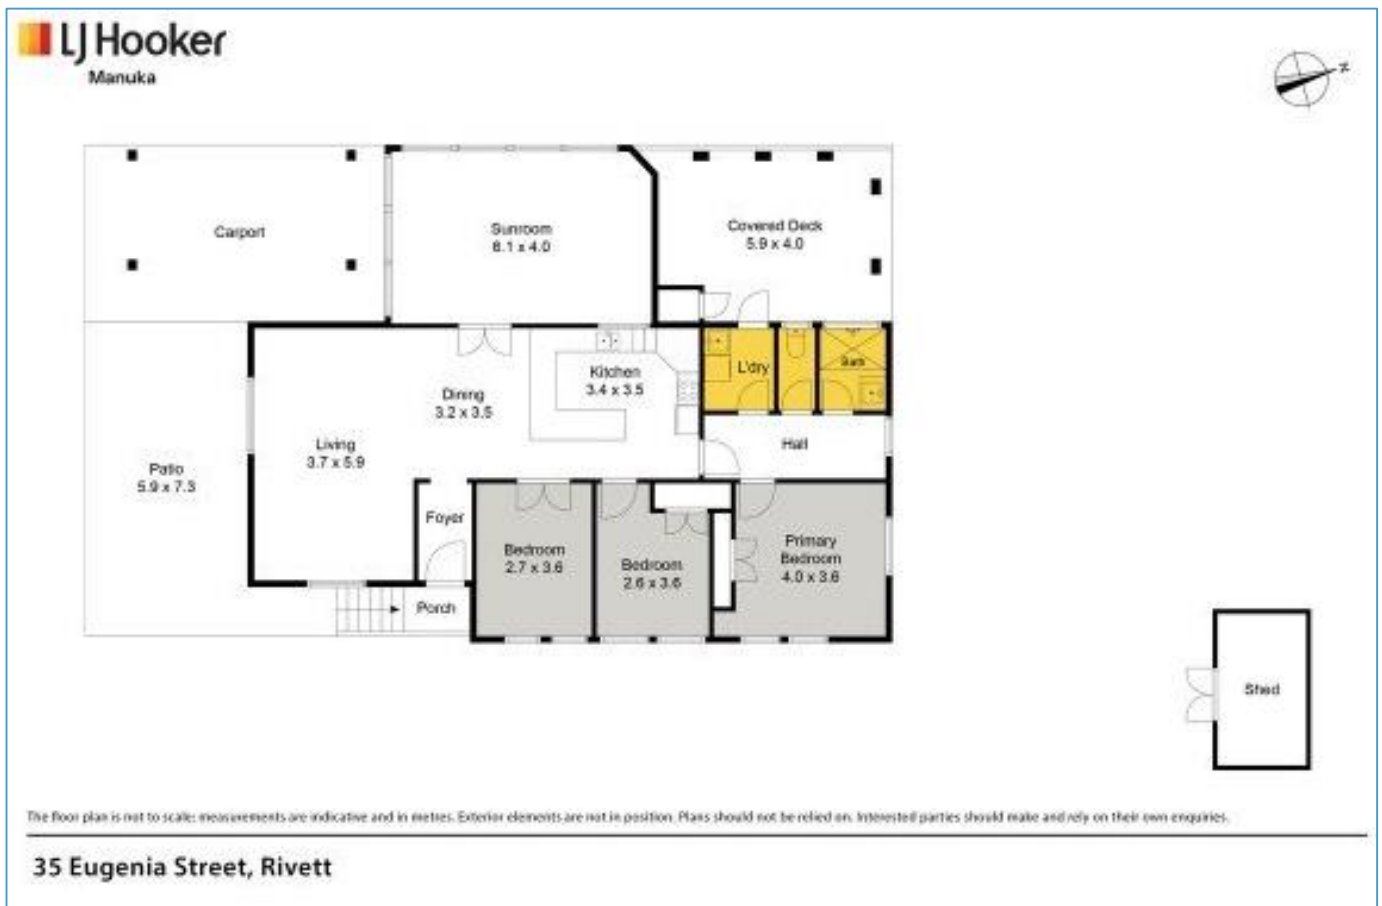 LJ Hooker
Manuka
N
Carport
Sunroom
6.1 x 4.0
Covered Deck
5.9 x 4.0
Kitchen
3.4 x 3.5
L'dry
Bath
Dining
3.2 x 3.5
Hall
Living
3.7 x 5.9
Patio
5.9 x 7.3
Foyer
Bedroom
2.7 x 3.6
Bedroom
2.6 x 3.6
Primary
Bedroom
4.0 x 3.6
Porch
Shed
The floor plan is not to scale; measurements are indicative and in metres. Exterior elements are not in position. Plans should not be relied on. Interested parties should make and rely on their own enquiries.
35 Eugenia Street, Rivett